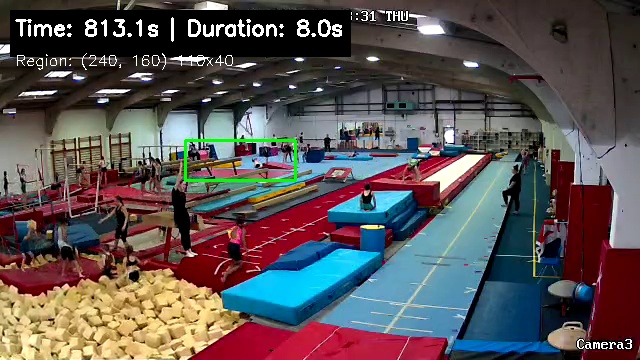 Time: 813.1s | Duration: 8.0s
:31 THU
Region: (240, 160) 110x40
Camera3